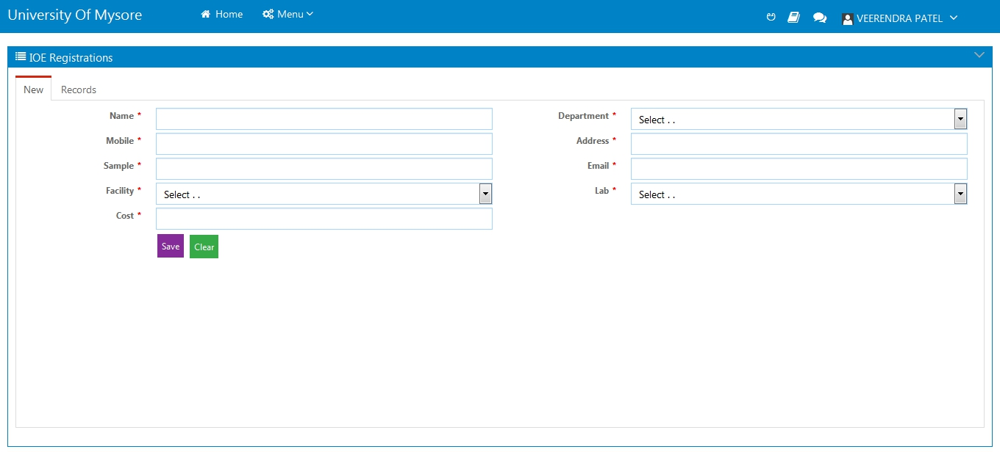 University Of Mysore Home Menu VEERENDRA PATEL
IOE Registrations
New Records
Name * Department * Select . .
Mobile * Address *
Sample * Email *
Facility * Select . . Lab * Select . .
Cost *
Save Clear